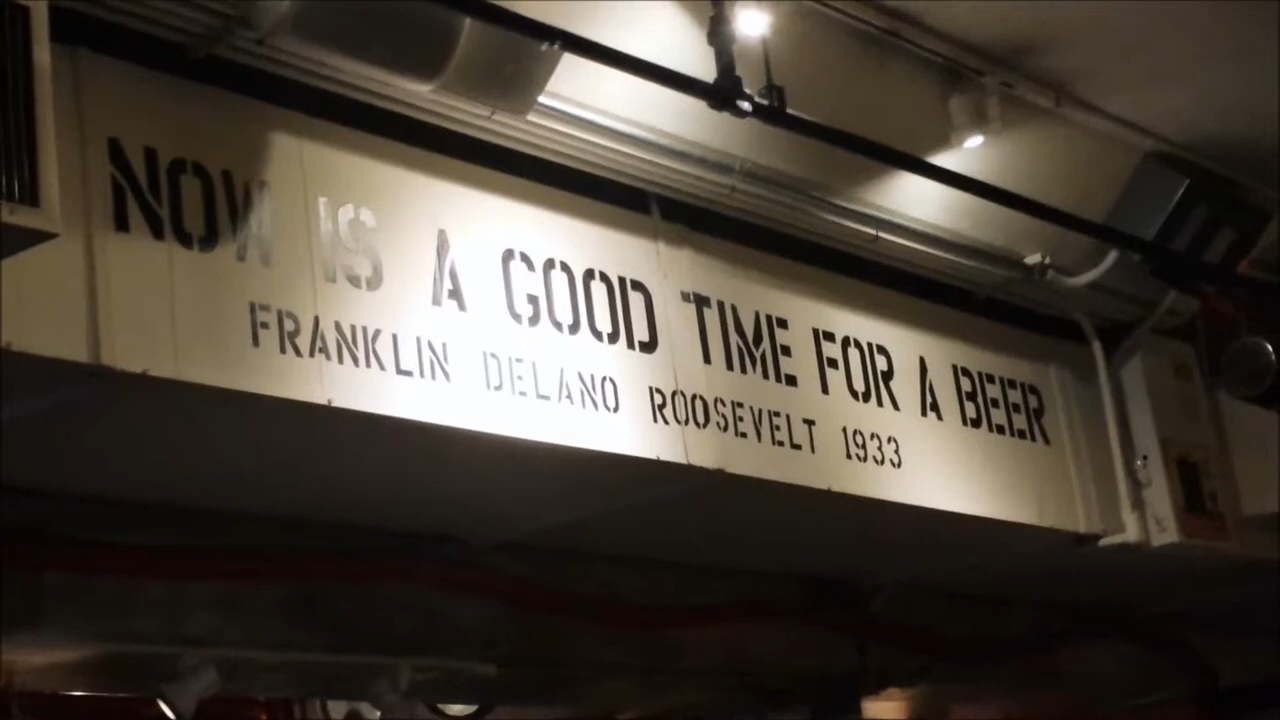 NOW IS A GOOD TIME FOR A BEER
FRANKLIN DELANO ROOSEVELT 1933